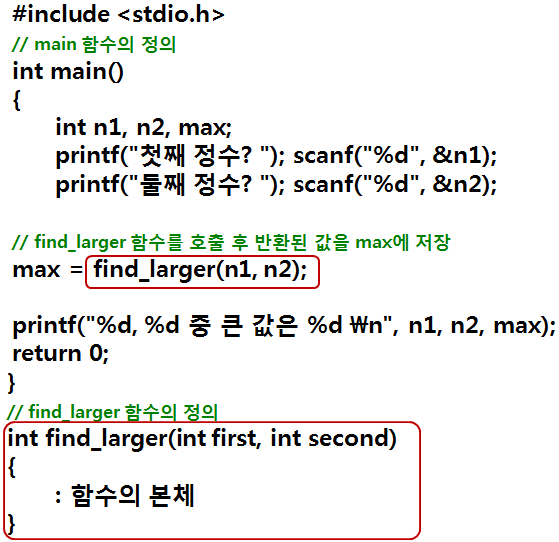 #include <stdio.h>
// main 함수의 정의
int main()
{
int n1, n2, max;
printf("첫째 정수? "); scanf("%d", &n1);
printf("둘째 정수? "); scanf("%d", &n2);
// find_larger 함수를 호출 후 반환된 값을 max에 저장
max = find_larger(n1, n2);
printf("%d, %d 중 큰 값은 %d ₩n", n1, n2, max);
return 0;
}
// find_larger 함수의 정의
int find_larger(int first, int second)
{
: 함수의 본체
}